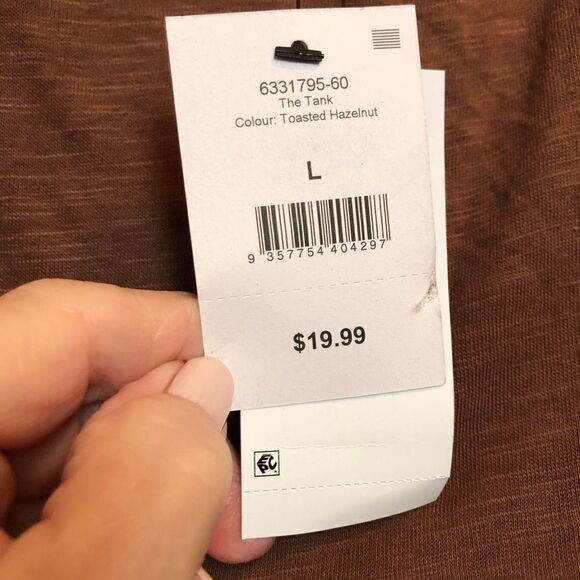 6331795-60
The Tank
Colour: Toasted Hazelnut
L
9 357754 404297
$19.99